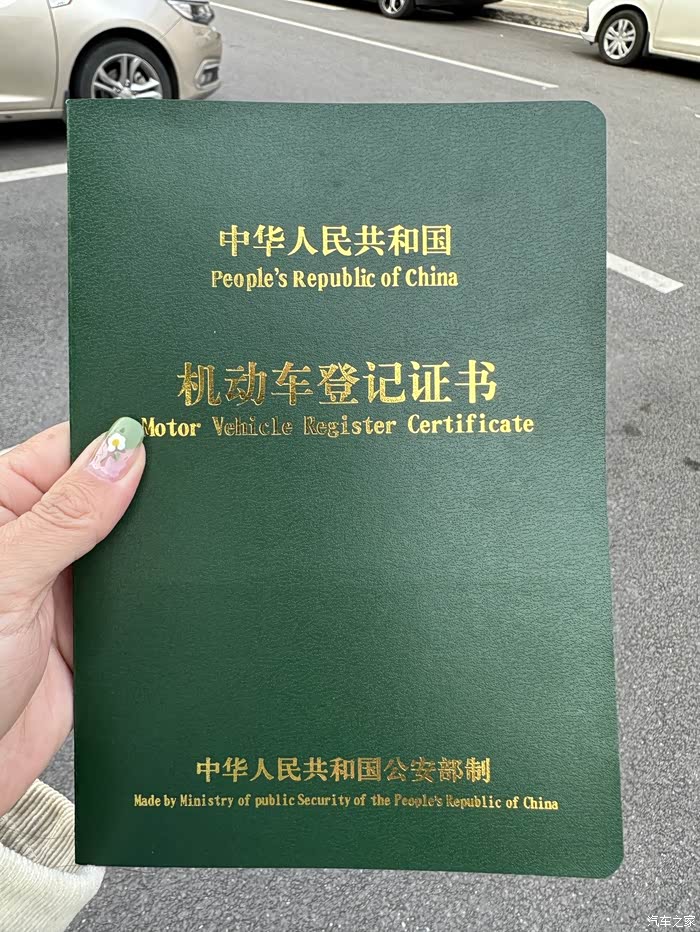 中华人民共和国
People's Republic of China
机动车登记证书
Motor Vehicle Register Certificate
中华人民共和国公安部制
Made by Ministry of public Security of the People's Republic of China
汽车之家